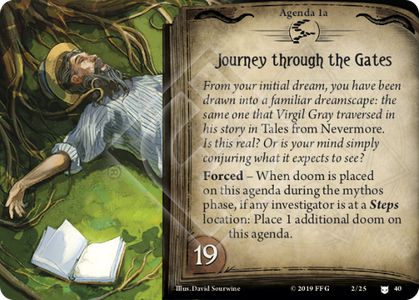 Agenda 1a
Journey through the Gates
From your initial dream, you have been
drawn into a familiar dreamscape: the
same one that Virgil Gray traversed in
his story in Tales from Nevermore.
Is this real? Or is your mind simply
conjuring what it expects to see?
Forced – When doom is placed
on this agenda during the mythos
phase, if any investigator is at a Steps
location: Place 1 additional doom on
this agenda.
19
Illus. David Sourwine
© 2019 FFG
2/25
40